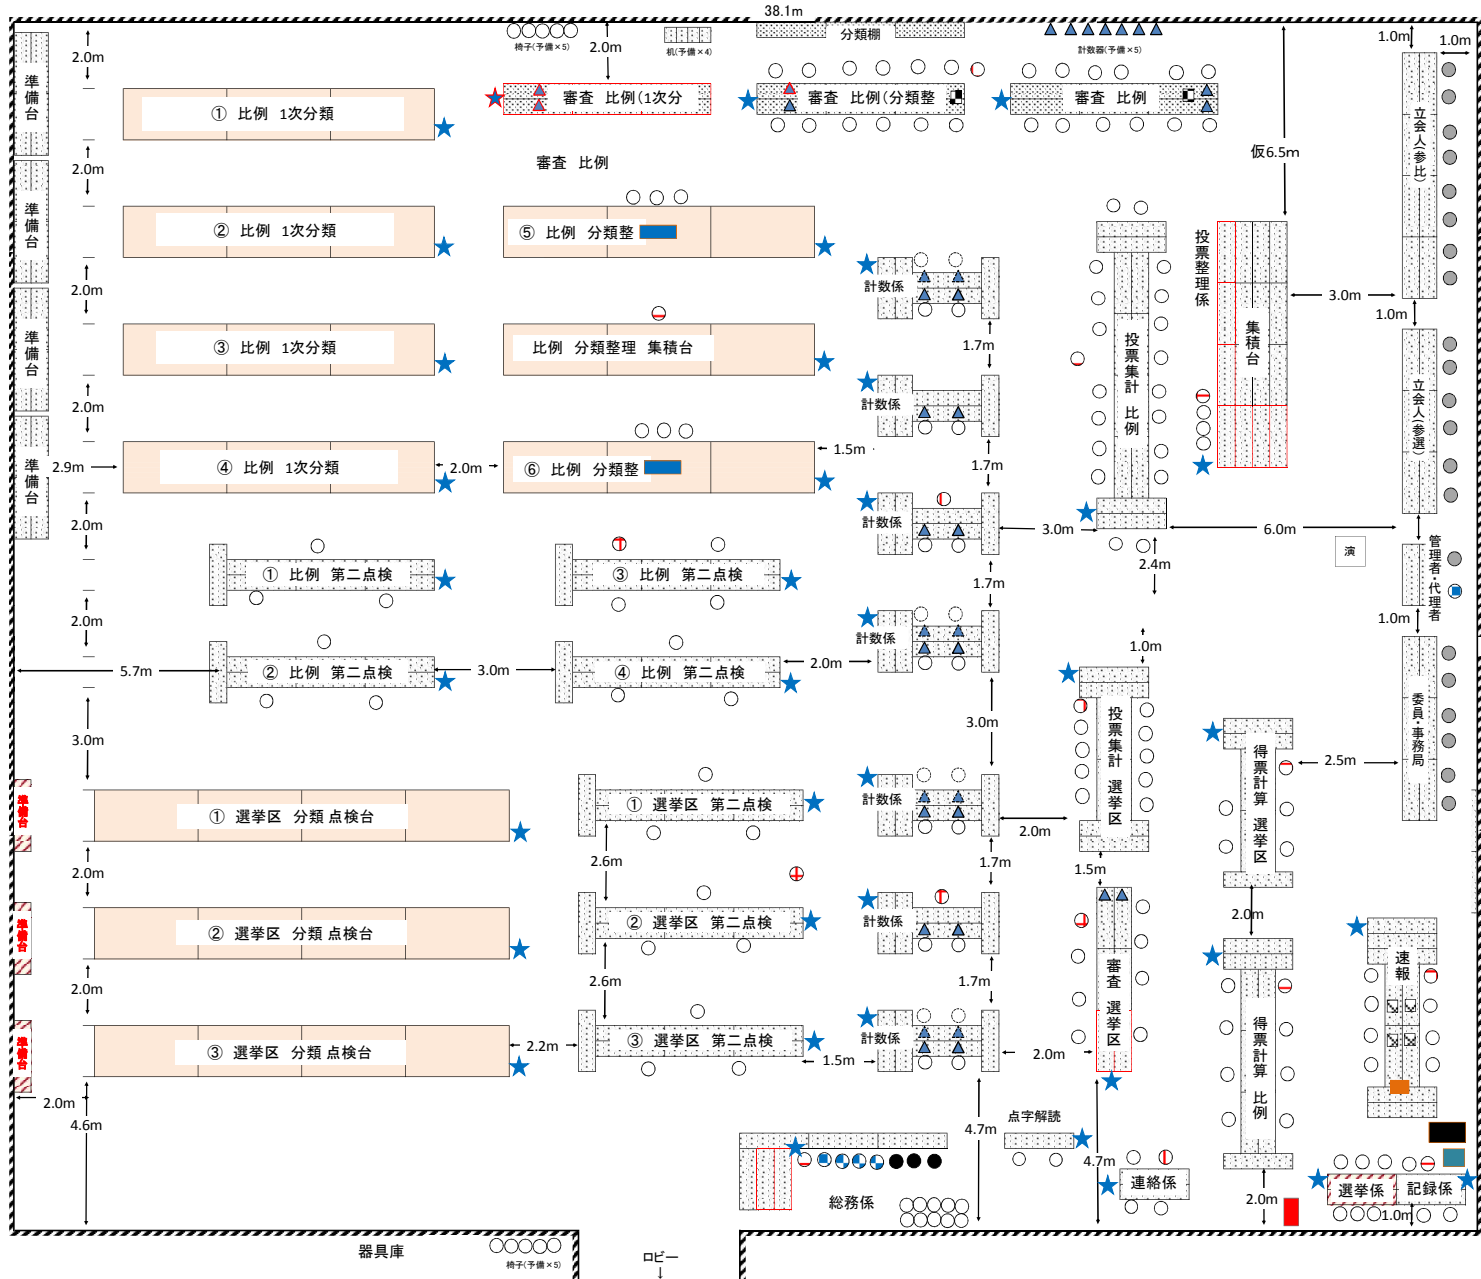 38.1m
椅子(予備×5)
2.0m
机(予備×4)
分類棚
計数器(予備×5)
1.0m
1.0m
2.0m
準備台
① 比例 1次分類
審査 比例(1次分
審査 比例(分類整
審査 比例
立会人(参比)
仮6.5m
2.0m
審査 比例
準備台
② 比例 1次分類
⑤ 比例 分類整
投票整理係
計数係
2.0m
3.0m
1.0m
準備台
③ 比例 1次分類
比例 分類整理 集積台
1.7m
投票集計 比例
集積台
計数係
立会人(参選)
2.0m
準備台
2.9m
④ 比例 1次分類
2.0m
⑥ 比例 分類整
1.5m
1.7m
計数係
2.0m
3.0m
6.0m
演
管理者・代理者
2.4m
① 比例 第二点検
③ 比例 第二点検
1.7m
2.0m
1.0m
計数係
1.0m
5.7m
② 比例 第二点検
3.0m
④ 比例 第二点検
2.0m
委員・事務局
3.0m
3.0m
投票集計 選挙区
得票計算 選挙区
2.5m
準備台
① 選挙区 分類 点検台
① 選挙区 第二点検
計数係
2.0m
2.6m
1.7m
1.5m
2.0m
準備台
② 選挙区 分類 点検台
② 選挙区 第二点検
計数係
2.0m
速報
2.6m
1.7m
審査 選挙区
2.0m
準備台
③ 選挙区 分類 点検台
2.2m
③ 選挙区 第二点検
1.5m
計数係
2.0m
得票計算 比例
2.0m
4.6m
4.7m
点字解読
4.7m
総務係
連絡係
2.0m
選挙係
記録係
1.0m
器具庫
椅子(予備×5)
ロビー
↓